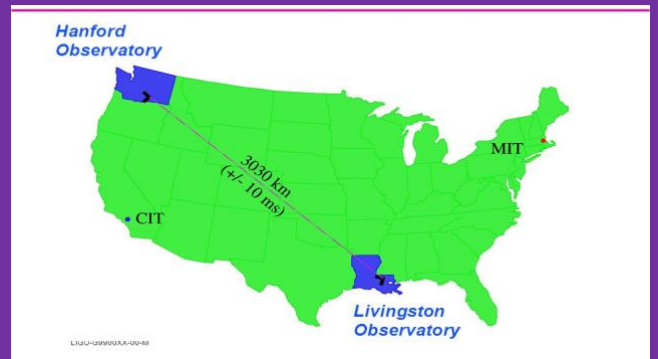 Hanford
Observatory
MIT
3030 km
(+/- 10 ms)
CIT
Livingston
Observatory